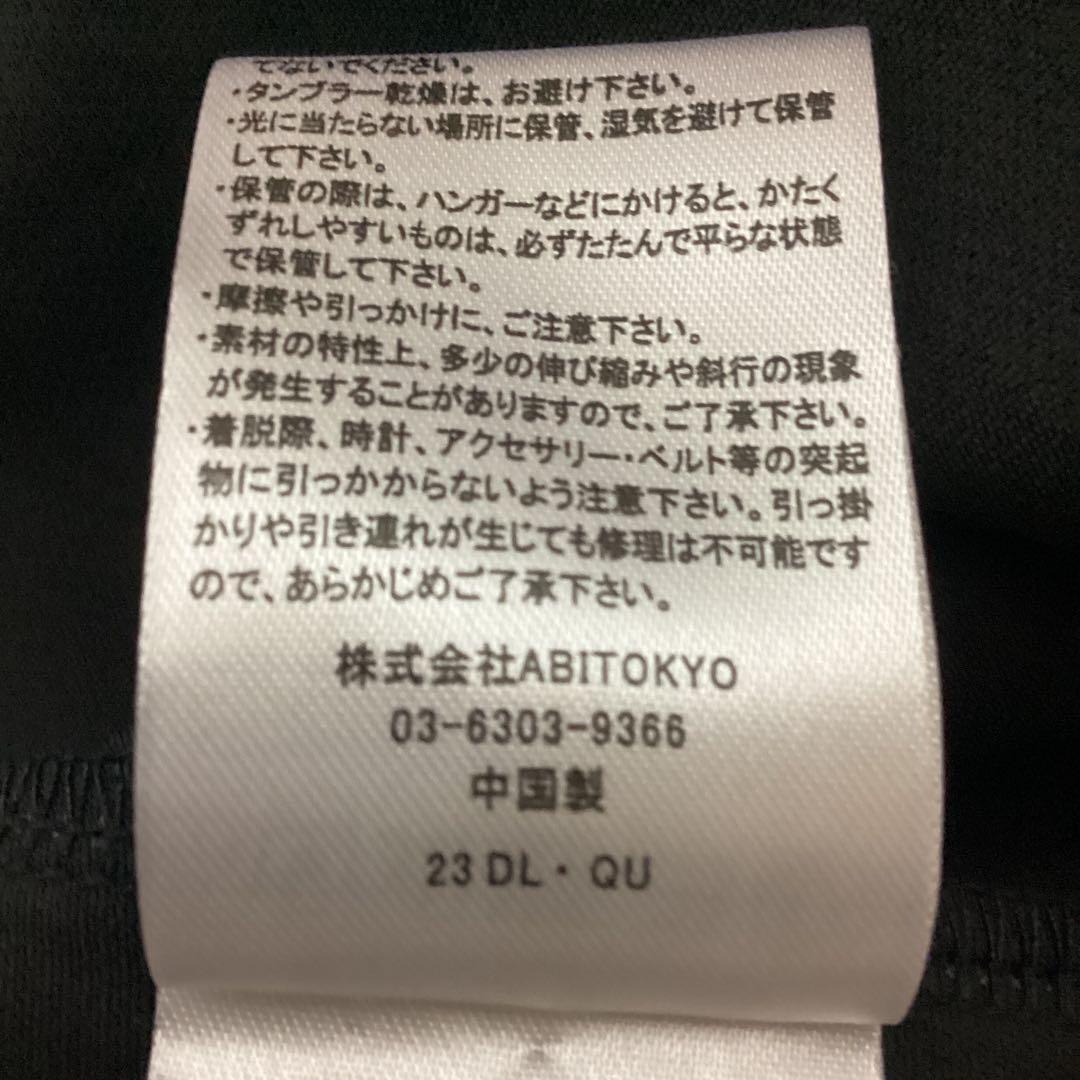 てないでください。
・タンブラー乾燥は、お避け下さい。
・光に当たらない場所に保管、湿気を避けて保管
して下さい。
・保管の際は、ハンガーなどにかけると、かたく
ずれしやすいものは、必ずたたんで平らな状態
で保管して下さい。
・摩擦や引っかけに、ご注意下さい。
・素材の特性上、多少の伸び縮みや斜行の現象
が発生することがありますので、ご了承下さい。
・着脱際、時計、アクセサリー・ベルト等の突起
物に引っかからないよう注意下さい。引っ掛
かりや引き連れが生じても修理は不可能です
ので、あらかじめご了承下さい。
株式会社ABITOKYO
03-6303-9366
中国製
23 DL・QU